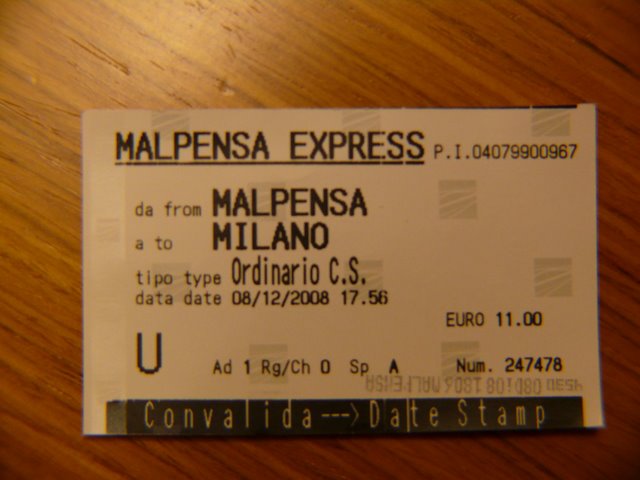 MALPENSA EXPRESS P.I.04079900967
da from MALPENSA
a to MILANO
tipo type Ordinario C.S.
data date 08/12/2008 17.56
EURO 11.00
U
Ad 1 Rg/Ch 0 Sp A Num. 247478
MALPENSA
Convalida--->Date Stamp